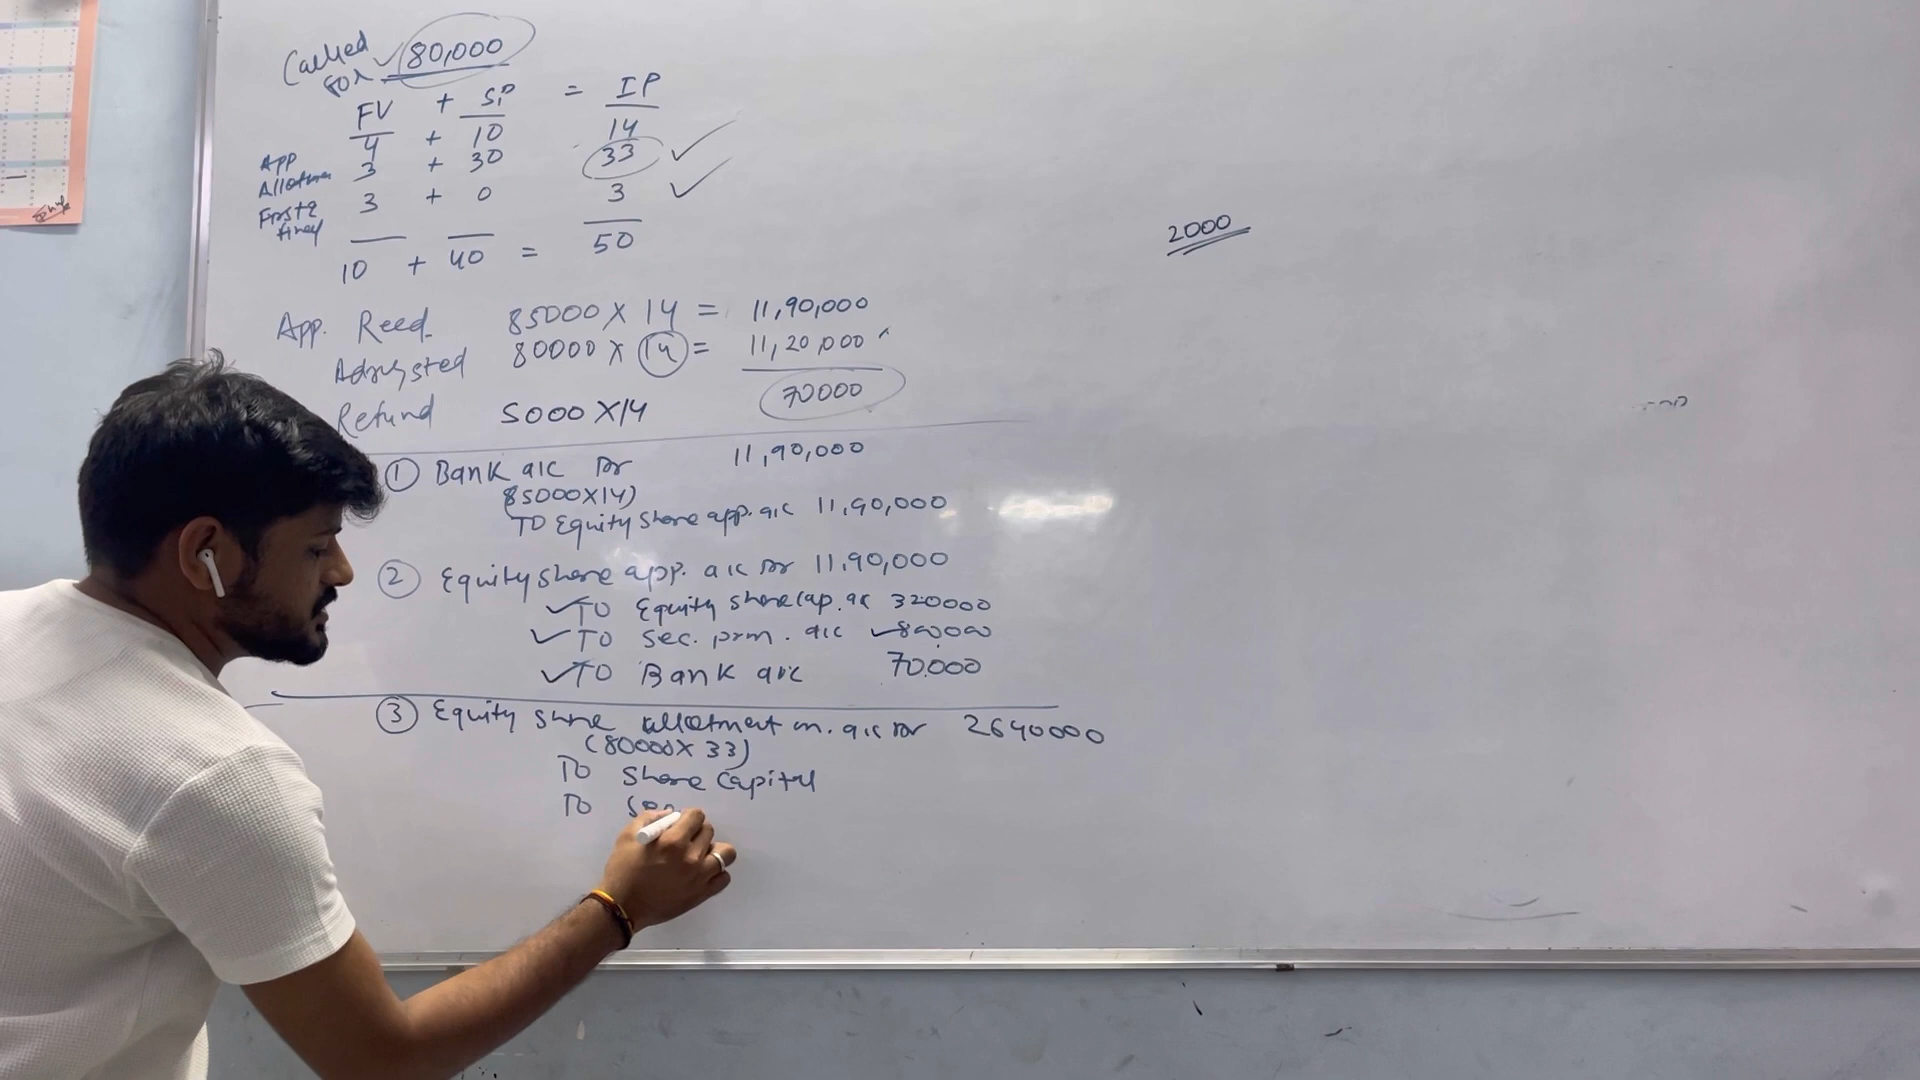 Called for 80,000
FV + SP = IP
App 4 + 10 14
Allotmen 3 + 30 33
First & final 3 + 0 3
10 + 40 = 50
2000
App. Recd. 85000 X 14 = 11,90,000
Adjusted 80000 X 14 = 11,20,000
Refund 5000 X 14 70000
① Bank a/c Dr 11,90,000
(85000X14)
TO Equity Share app. a/c 11,90,000
② Equity share app. a/c Dr 11,90,000
TO Equity share cap. ac 320000
TO Sec. prm. a/c 800000
TO Bank a/c 70.000
③ Equity share allotment m. a/c Dr 2640000
(80000X 33)
TO Share Capital
TO Sec